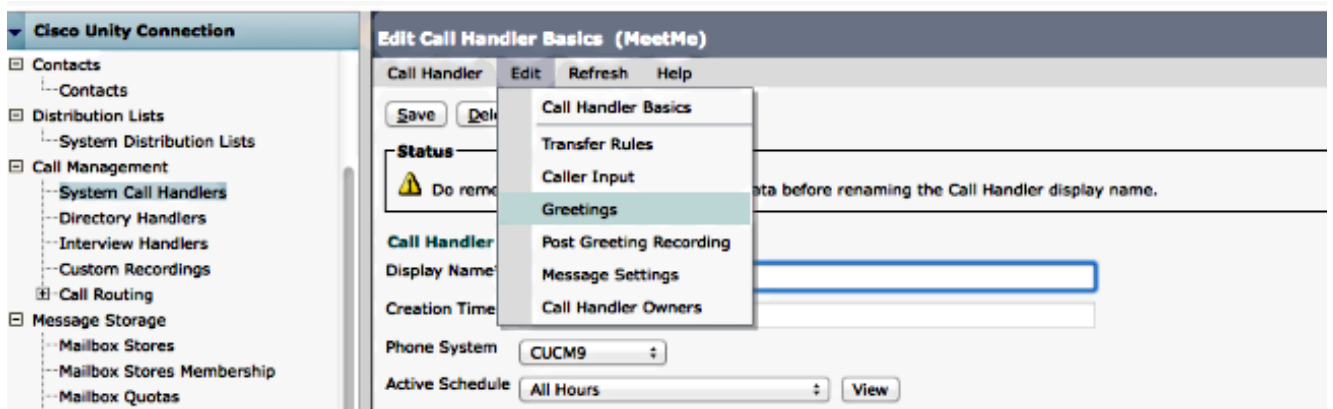 Cisco Unity Connection
Contacts
Contacts
Distribution Lists
System Distribution Lists
Call Management
System Call Handlers
Directory Handlers
Interview Handlers
Custom Recordings
Call Routing
Message Storage
Mailbox Stores
Mailbox Stores Membership
Mailbox Quotas
Edit Call Handler Basics (MeetMe)
Call Handler Edit Refresh Help
Save
Call Handler Basics
Transfer Rules
Caller Input
Greetings
Post Greeting Recording
Message Settings
Call Handler Owners
Status
Do before renaming the Call Handler display name.
Call Handler
Display Name
Creation Time
Phone System CUCM9
Active Schedule All Hours View